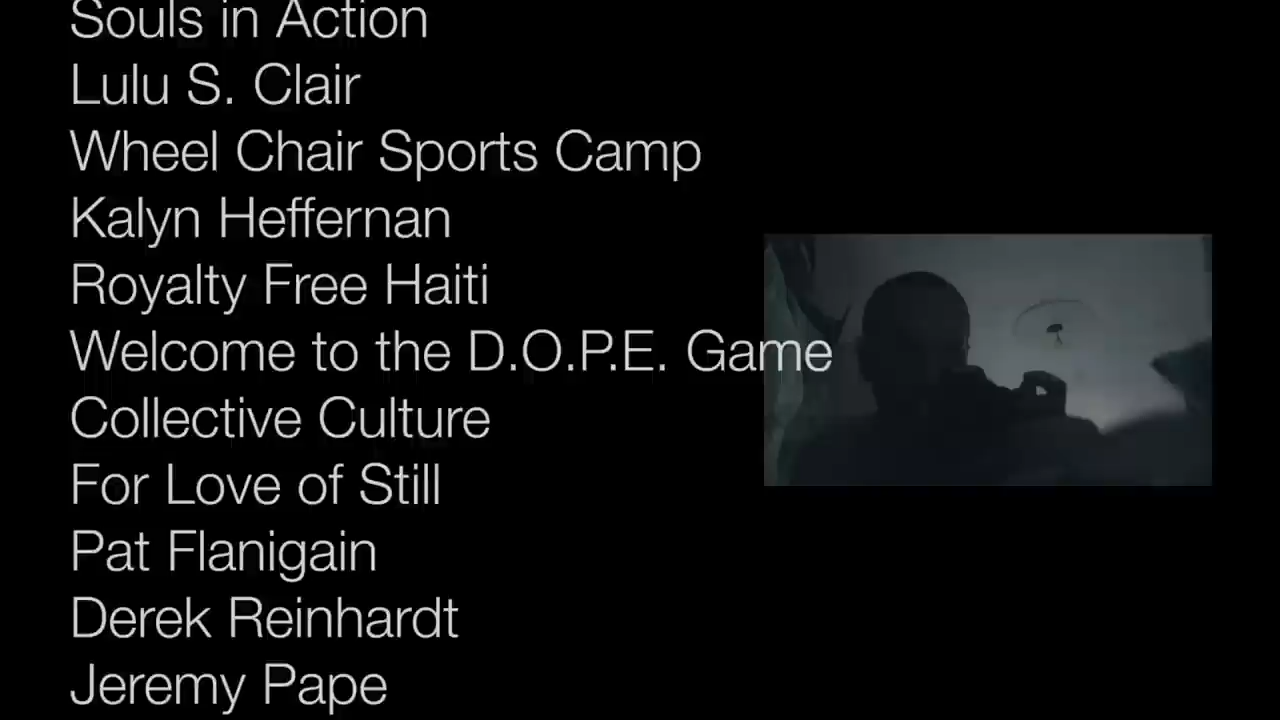 Souls in Action
Lulu S. Clair
Wheel Chair Sports Camp
Kalyn Heffernan
Royalty Free Haiti
Welcome to the D.O.P.E. Game
Collective Culture
For Love of Still
Pat Flanigain
Derek Reinhardt
Jeremy Pape